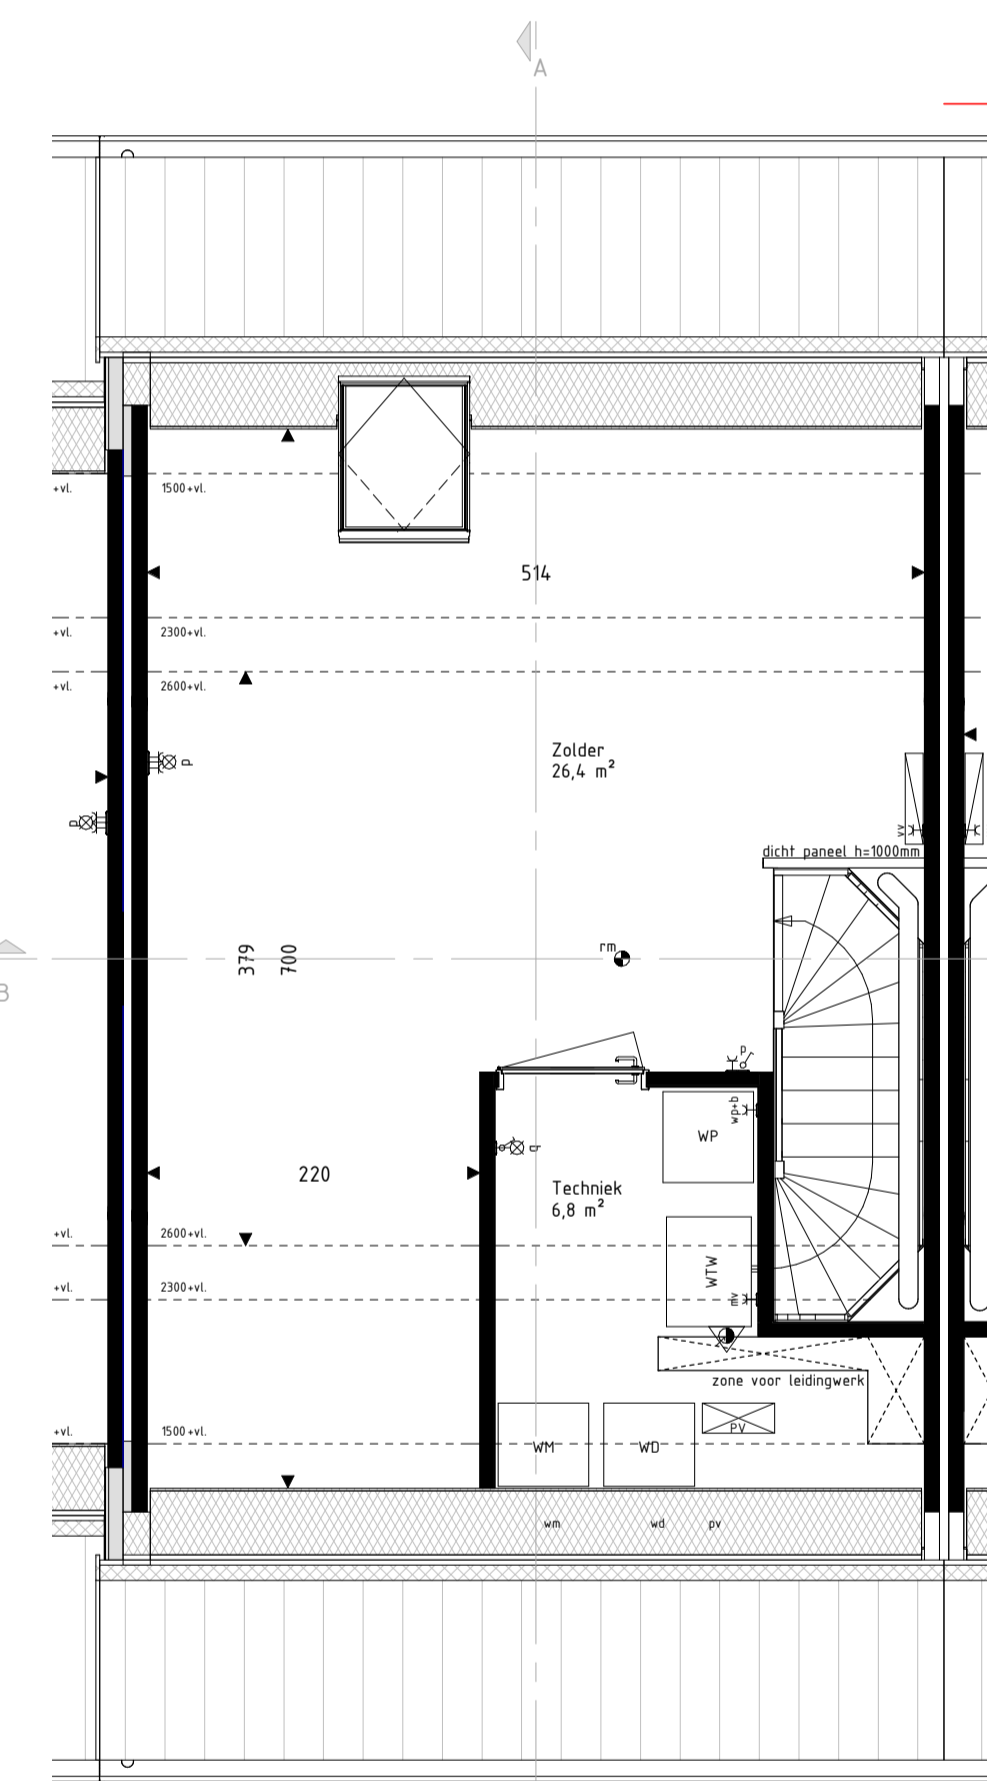 A
+vl.
1500+vl.
514
+vl.
2300+vl.
+vl.
2600+vl.
Zolder
26,4 m²
p
p
vv
dicht paneel h=1000mm
379
700
rm
B
p
wp+b
WP
q
220
Techniek
6,8 m²
+vl.
2600+vl.
WTW
+vl.
2300+vl.
mv
zone voor leidingwerk
+vl.
1500+vl.
PV
WM
WD
wm
wd
pv